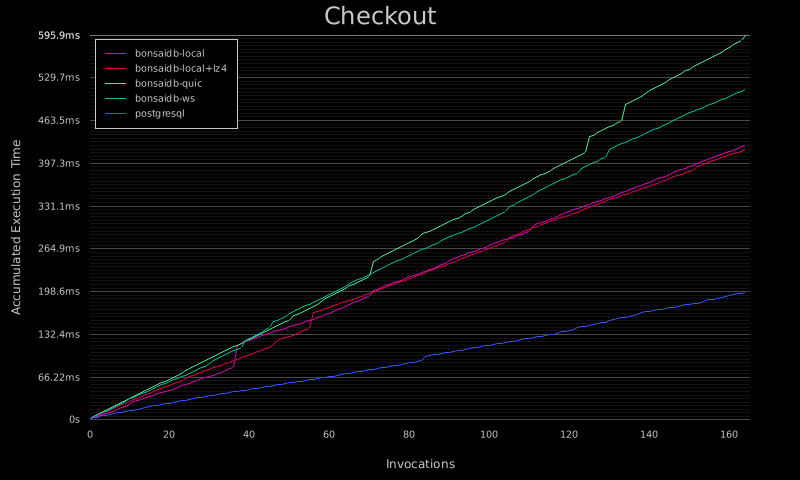 Checkout
595.9ms
529.7ms
463.5ms
397.3ms
331.1ms
264.9ms
198.6ms
132.4ms
66.22ms
0s
bonsaidb-local
bonsaidb-local+lz4
bonsaidb-quic
bonsaidb-ws
postgresql
Accumulated Execution Time
0 20 40 60 80 100 120 140 160
Invocations